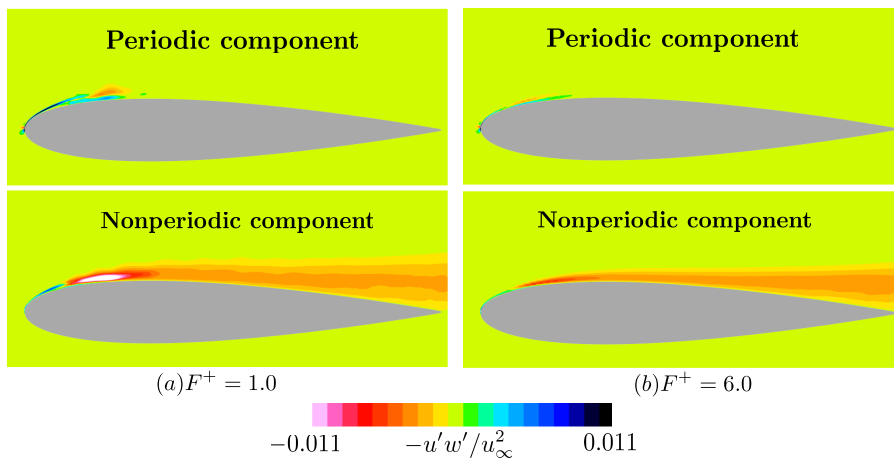 Periodic component
Periodic component
Nonperiodic component
Nonperiodic component
(a)F⁺ = 1.0
(b)F⁺ = 6.0
−0.011
−u′w′/u²∞
0.011